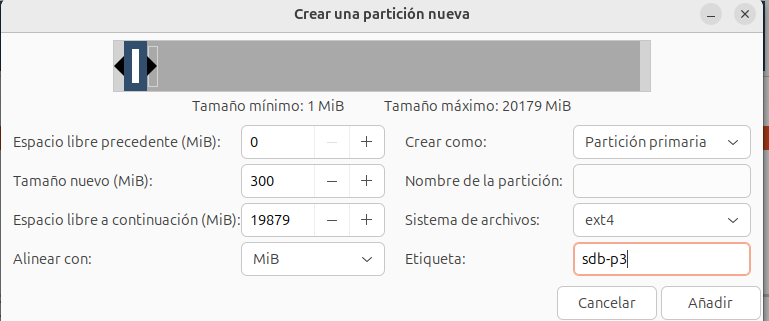 Crear una partición nueva
Tamaño mínimo: 1 MiB Tamaño máximo: 20179 MiB
Espacio libre precedente (MiB): 0 Crear como: Partición primaria
Tamaño nuevo (MiB): 300 Nombre de la partición:
Espacio libre a continuación (MiB): 19879 Sistema de archivos: ext4
Alinear con: MiB Etiqueta: sdb-p3
Cancelar Añadir